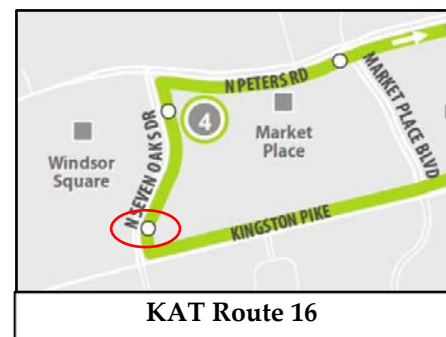 N PETERS RD
MARKET PLACE BLVD
N SEVEN OAKS DR
4
Market
Place
Windsor
Square
KINGSTON PIKE
KAT Route 16